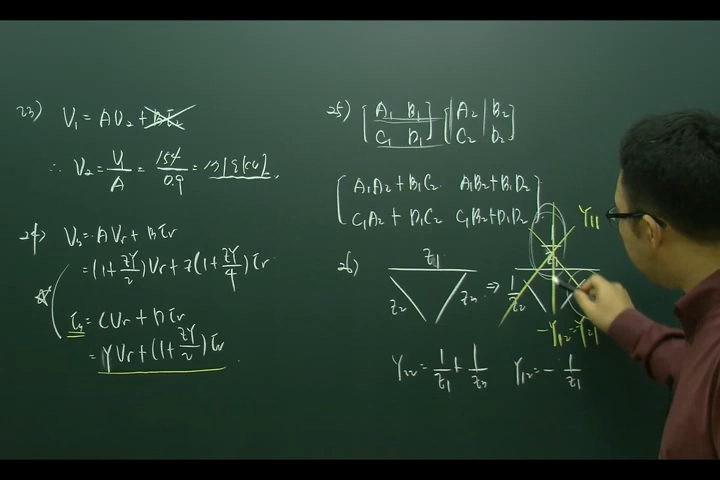 23) V₁ = AV₂ + BI₂
∴ V₂ = V₁/A = 154/0.9 = 171 [kV]
24) Vs = AVr + BIr
= (1 + ZY/2)Vr + Z(1 + ZY/4)Ir
Is = CVr + DIr
= YVr + (1 + ZY/2)Ir
25) [A₁ B₁ C₁ D₁] [A₂ B₂ C₂ D₂]
(A₁A₂ + B₁C₂ A₁B₂ + B₁D₂
C₁A₂ + D₁C₂ C₁B₂ + D₁D₂)
26) Z₁
Z₂ Z₃ ⇒ 1/Z₂
Y₁₁
-Y₁₂ = Y₂₁
Y₂₂ = 1/Z₁ + 1/Z₃ Y₁₂ = - 1/Z₁